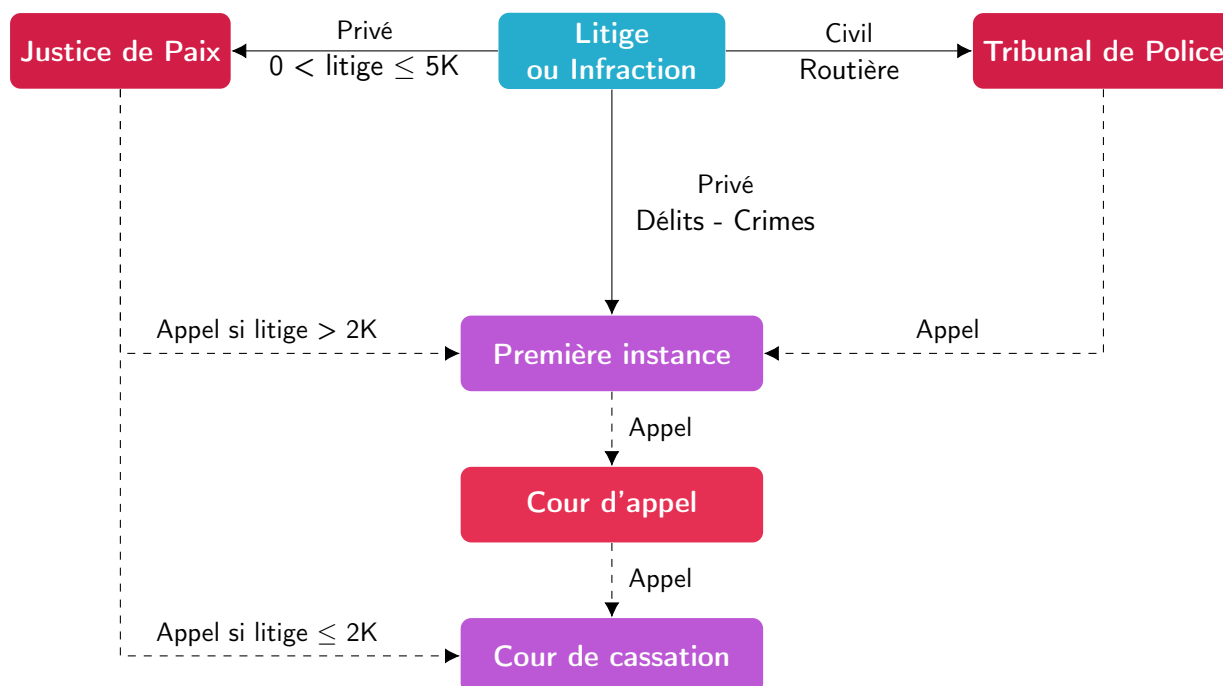 Justice de Paix
Privé
0 < litige ≤ 5K
Litige
ou Infraction
Civil
Routière
Tribunal de Police
Privé
Délits - Crimes
Appel si litige > 2K
Première instance
Appel
Appel
Cour d'appel
Appel
Appel si litige ≤ 2K
Cour de cassation